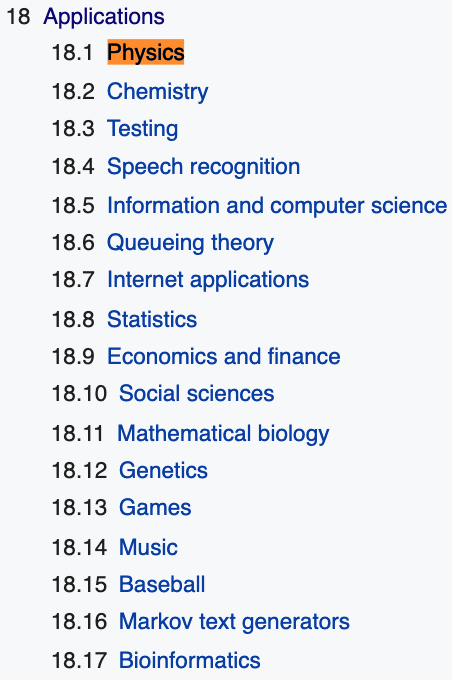 18 Applications
18.1 Physics
18.2 Chemistry
18.3 Testing
18.4 Speech recognition
18.5 Information and computer science
18.6 Queueing theory
18.7 Internet applications
18.8 Statistics
18.9 Economics and finance
18.10 Social sciences
18.11 Mathematical biology
18.12 Genetics
18.13 Games
18.14 Music
18.15 Baseball
18.16 Markov text generators
18.17 Bioinformatics